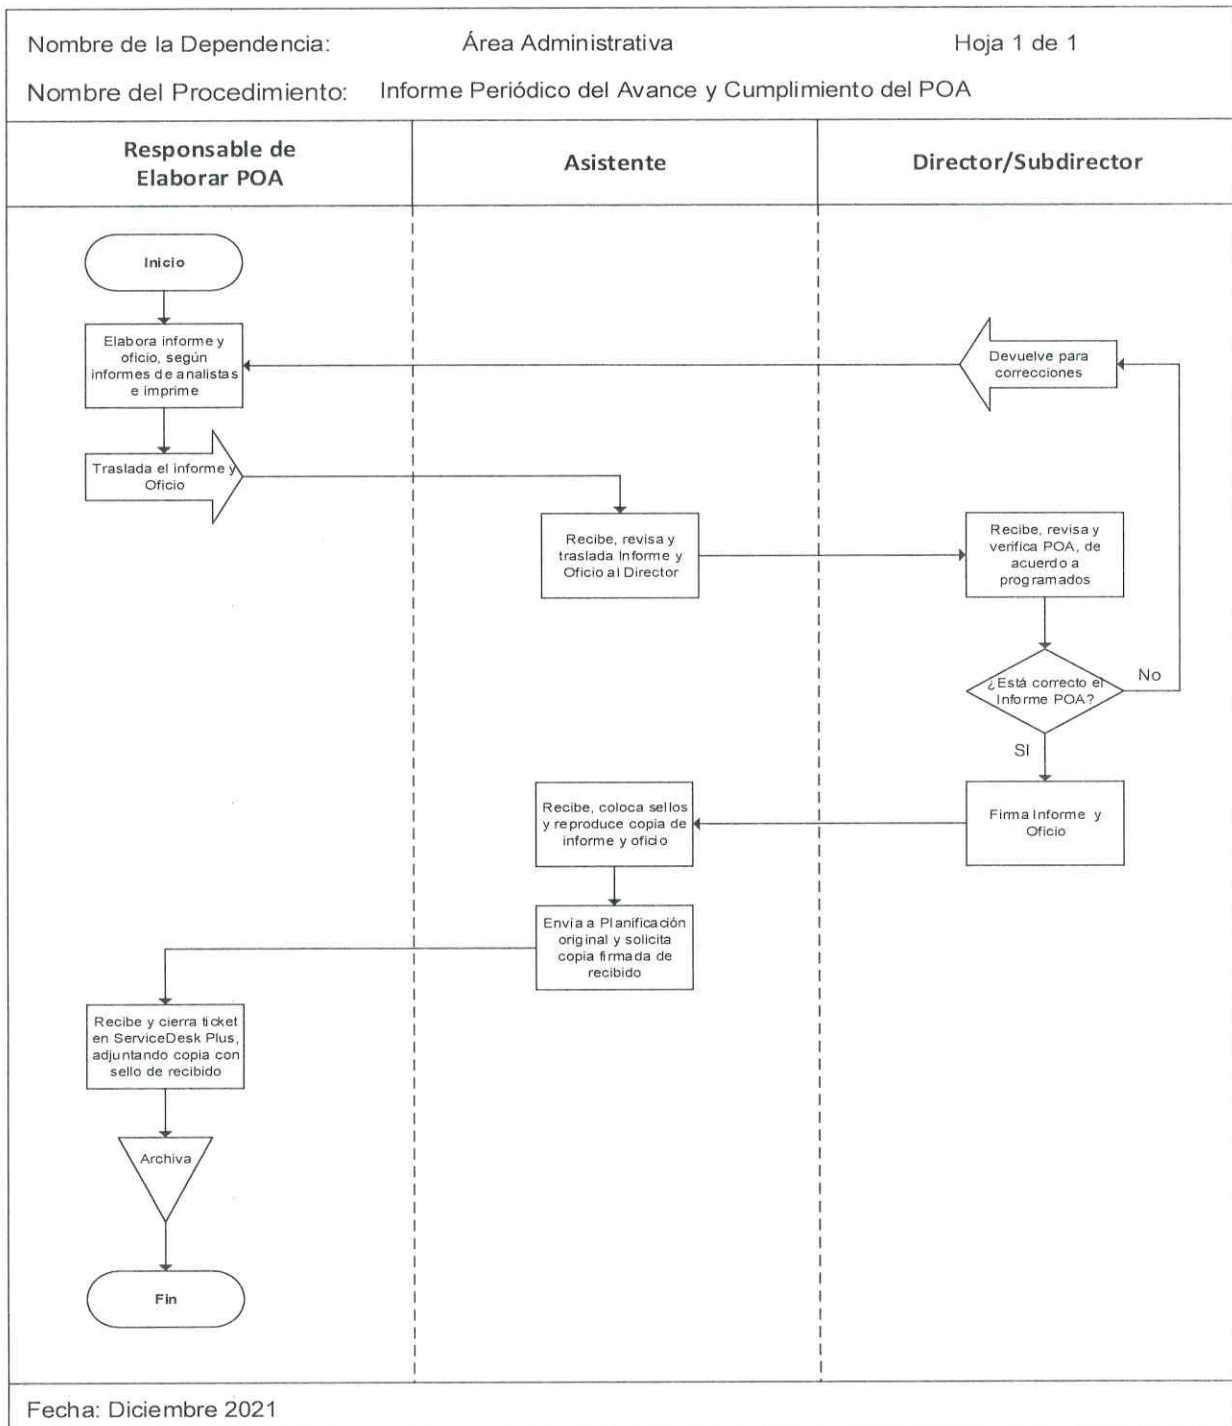 Nombre de la Dependencia: Área Administrativa Hoja 1 de 1
Nombre del Procedimiento: Informe Periódico del Avance y Cumplimiento del POA
Responsable de
Elaborar POA
Asistente
Director/Subdirector
Inicio
Elabora informe y
oficio, según
informes de analistas
e imprime
Devuelve para
correcciones
Traslada el informe y
Oficio
Recibe, revisa y
traslada Informe y
Oficio al Director
Recibe, revisa y
verifica POA, de
acuerdo a
programados
¿Está correcto el
Informe POA?
No
SI
Firma Informe y
Oficio
Recibe, coloca sellos
y reproduce copia de
informe y oficio
Envía a Planificación
original y solicita
copia firmada de
recibido
Recibe y cierra ticket
en ServiceDesk Plus,
adjuntando copia con
sello de recibido
Archiva
Fin
Fecha: Diciembre 2021